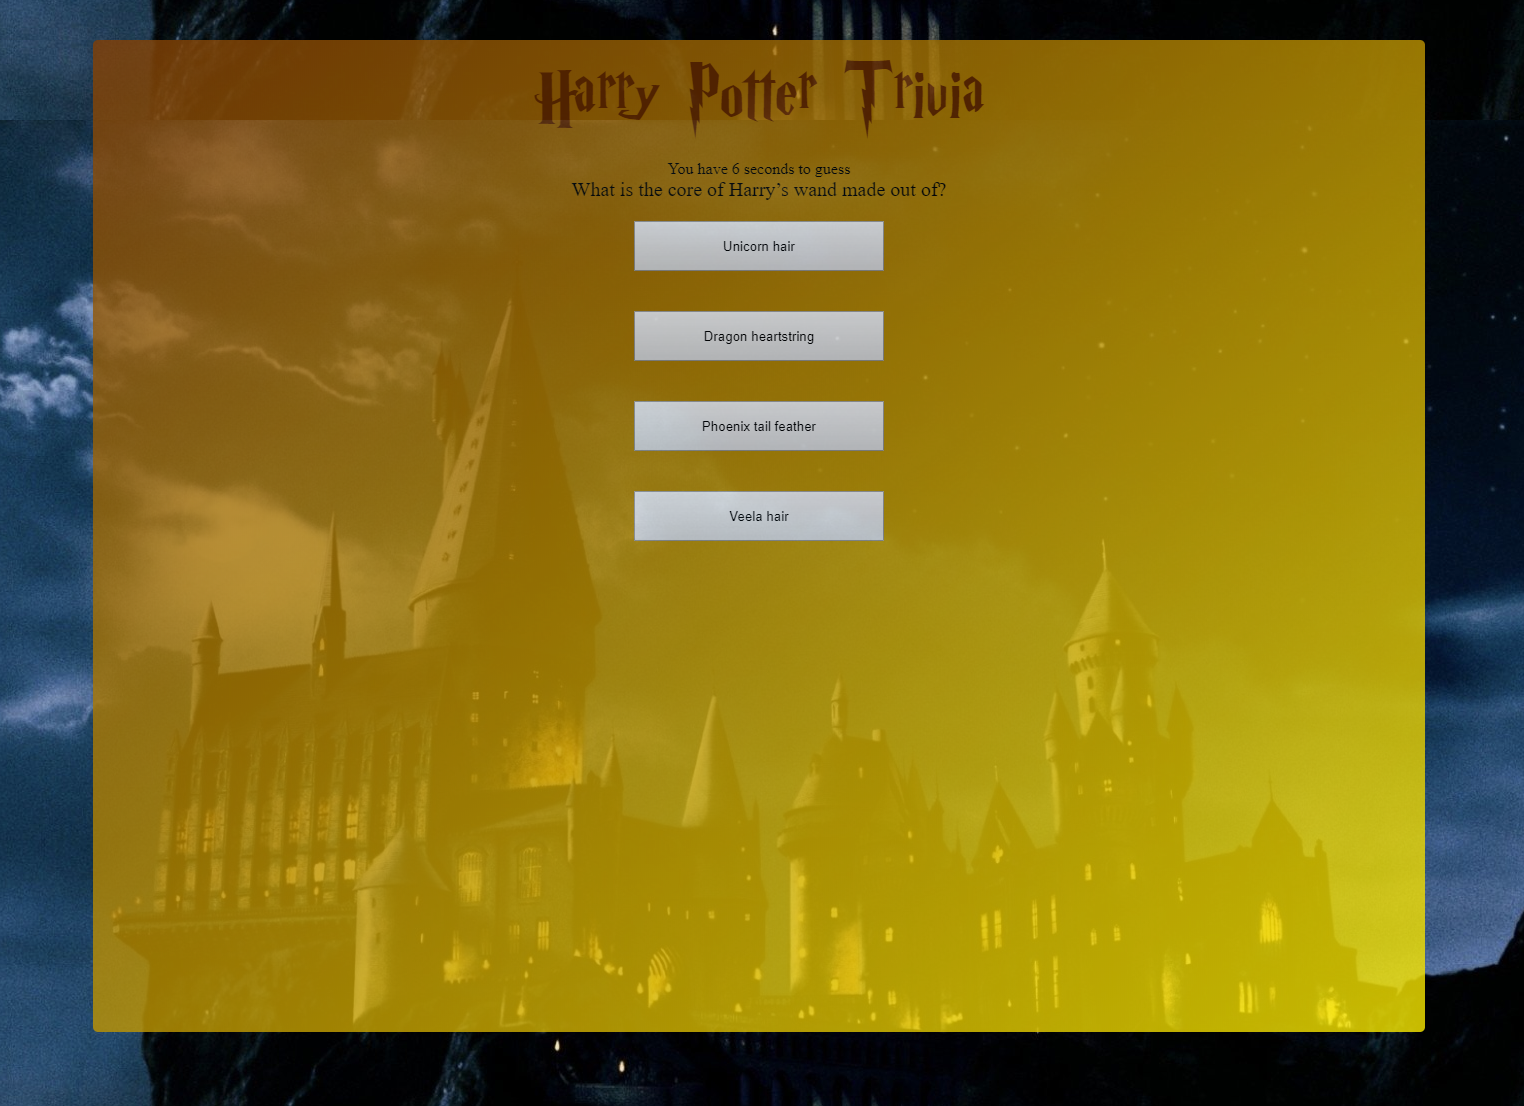 Harry Potter Trivia
You have 6 seconds to guess
What is the core of Harry’s wand made out of?
Unicorn hair
Dragon heartstring
Phoenix tail feather
Veela hair